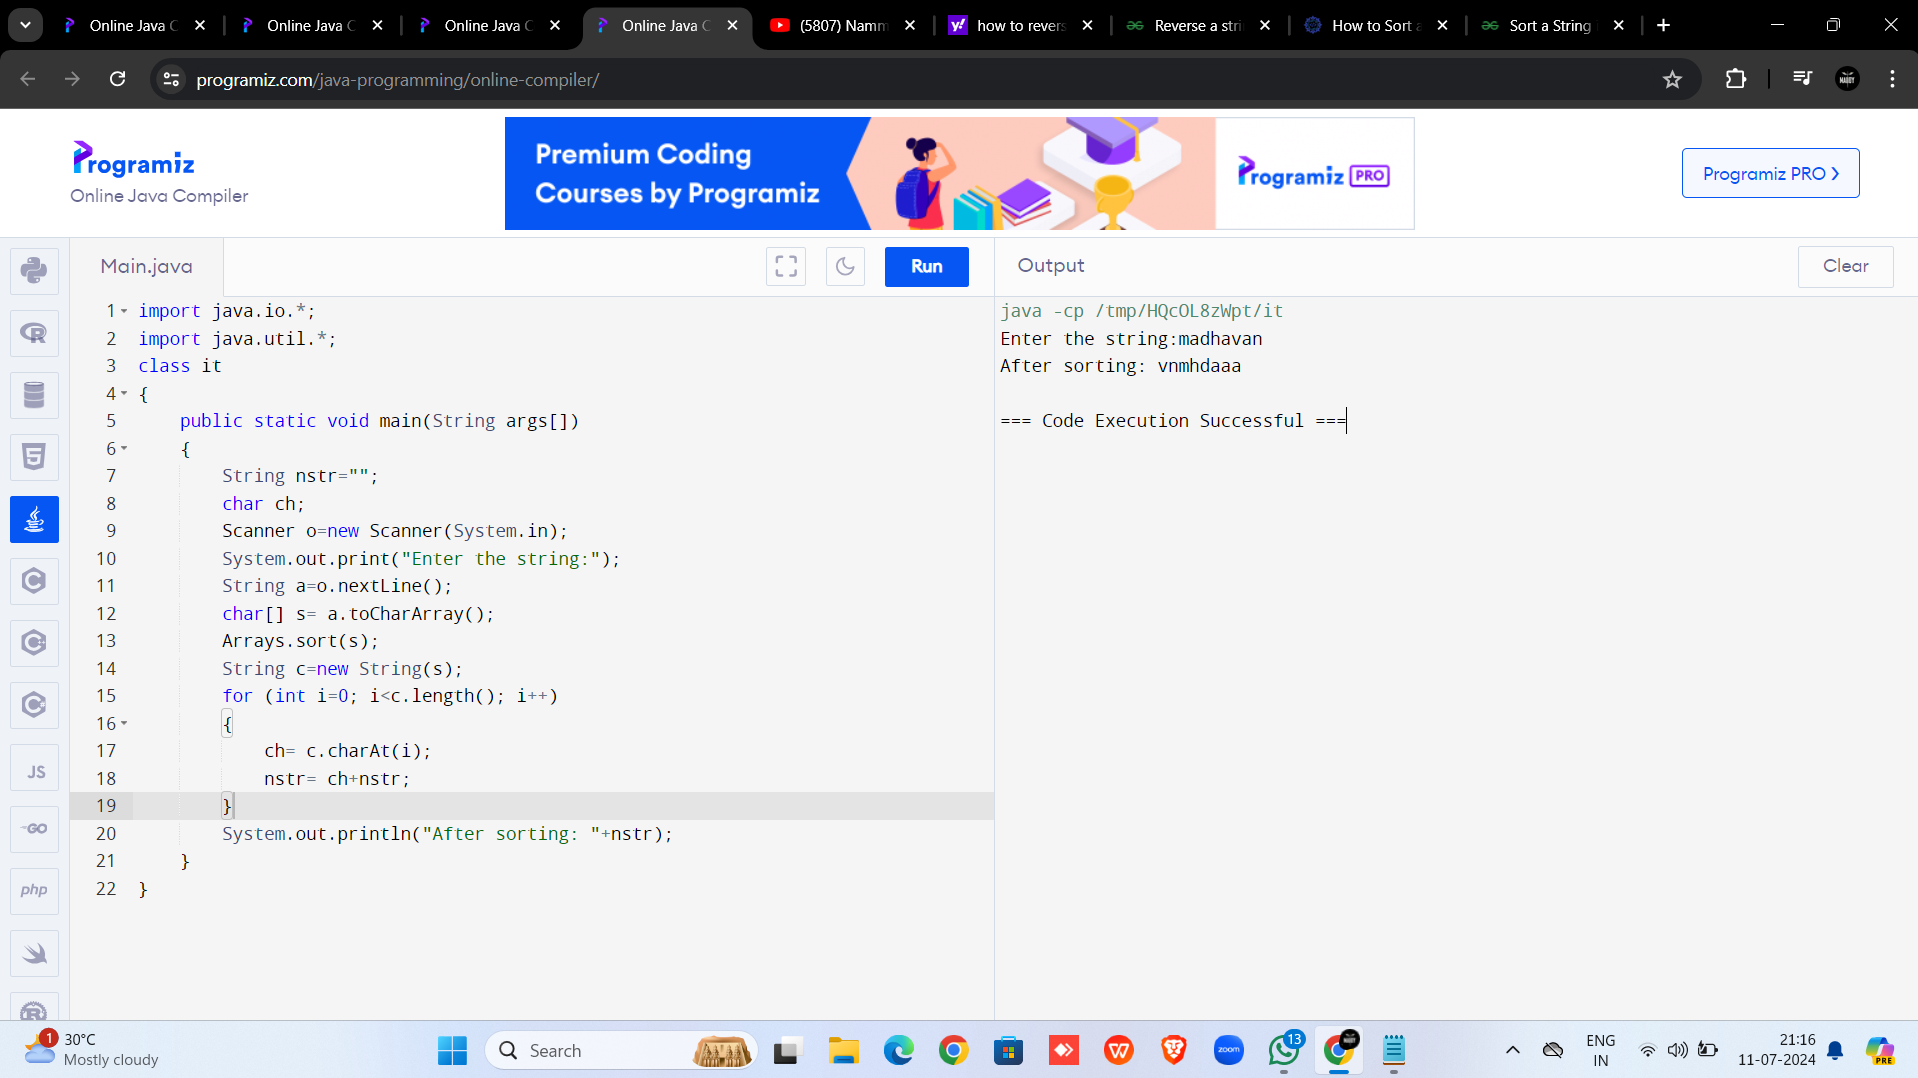 Online Java C
Online Java C
Online Java C
Online Java C
(5807) Namm
how to revers
Reverse a stri
How to Sort a
Sort a String
programiz.com/java-programming/online-compiler/
Programiz
Online Java Compiler
Premium Coding
Courses by Programiz
Programiz PRO
Programiz PRO
Main.java
Run
Output
Clear
1 import java.io.*;
2 import java.util.*;
3 class it
4 {
5 public static void main(String args[])
6 {
7 String nstr="";
8 char ch;
9 Scanner o=new Scanner(System.in);
10 System.out.print("Enter the string:");
11 String a=o.nextLine();
12 char[] s= a.toCharArray();
13 Arrays.sort(s);
14 String c=new String(s);
15 for (int i=0; i<c.length(); i++)
16 {
17 ch= c.charAt(i);
18 nstr= ch+nstr;
19 }
20 System.out.println("After sorting: "+nstr);
21 }
22 }
java -cp /tmp/HQcOL8zWpt/it
Enter the string:madhavan
After sorting: vnmhdaaa
=== Code Execution Successful ===
R
5
C
C
C
JS
GO
php
R
1
30°C
Mostly cloudy
Search
zoom
13
ENG
IN
21:16
11-07-2024
PRE